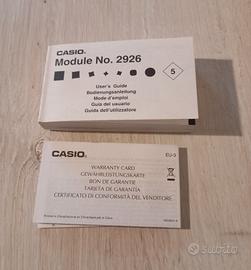 CASIO.
Module No. 2926
5
User's Guide
Bedienungsanleitung
Mode d'emploi
Guía del usuario
Guida dell'utilizzatore
CASIO.
EU-3
WARRANTY CARD
GEWÄHRLEISTUNGSKARTE
BON DE GARANTIE
TARJETA DE GARANTÍA
CERTIFICATO DI CONFORMITÀ DEL VENDITORE
subito